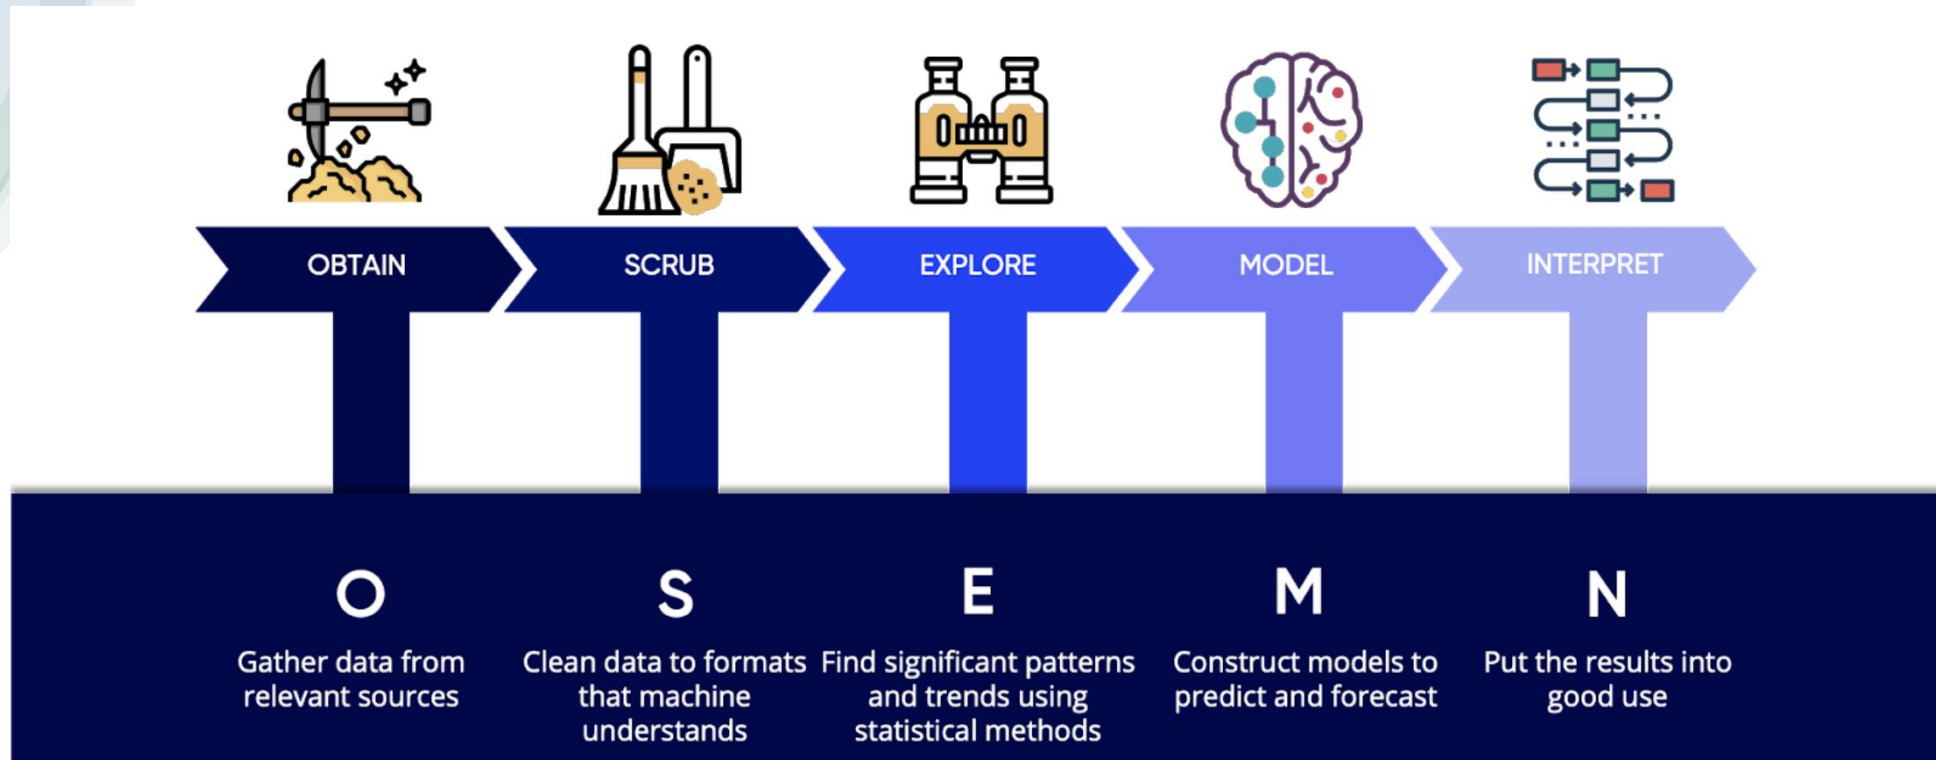 OBTAIN
SCRUB
EXPLORE
MODEL
INTERPRET
O
Gather data from
relevant sources
S
Clean data to formats
that machine
understands
E
Find significant patterns
and trends using
statistical methods
M
Construct models to
predict and forecast
N
Put the results into
good use